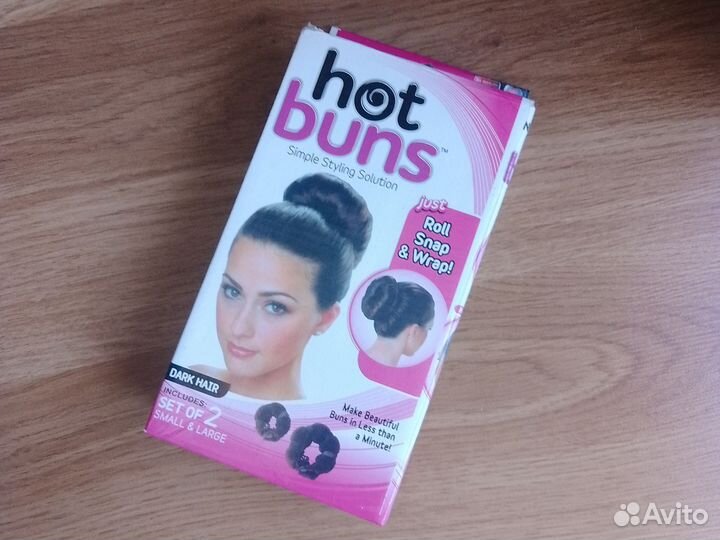 hot
buns™
Simple Styling Solution
just
Roll
Snap
& Wrap!
DARK HAIR
INCLUDES:
SET OF 2
SMALL & LARGE
Make Beautiful
Buns in Less than
a Minute!
N
Avito